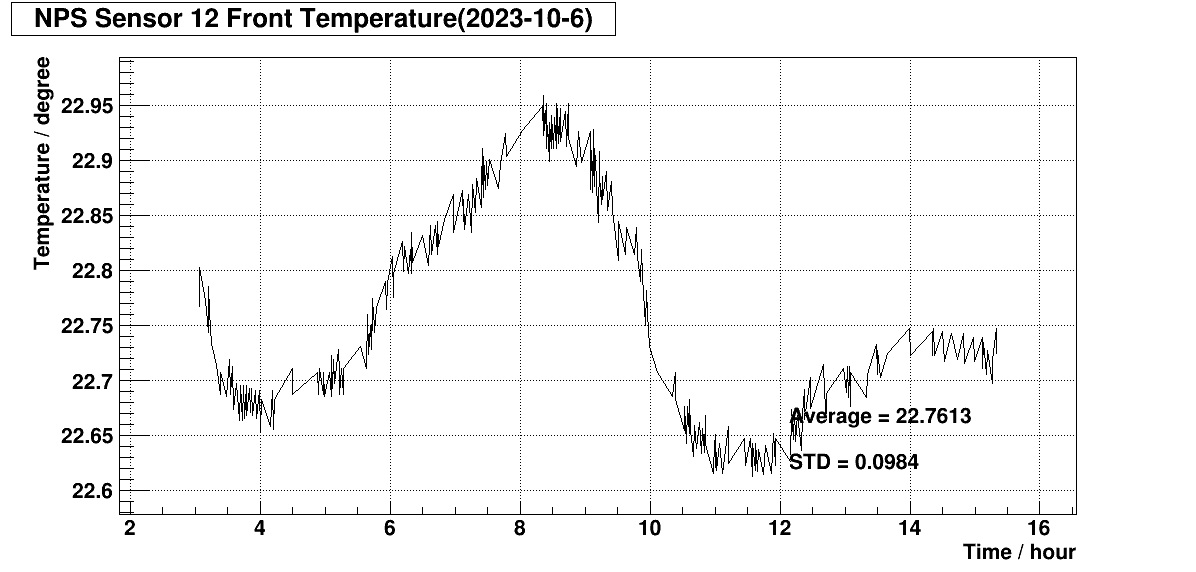 NPS Sensor 12 Front Temperature(2023-10-6)
Temperature / degree
22.95
22.9
22.85
22.8
22.75
22.7
22.65
22.6
Average = 22.7613
STD = 0.0984
2 4 6 8 10 12 14 16
Time / hour